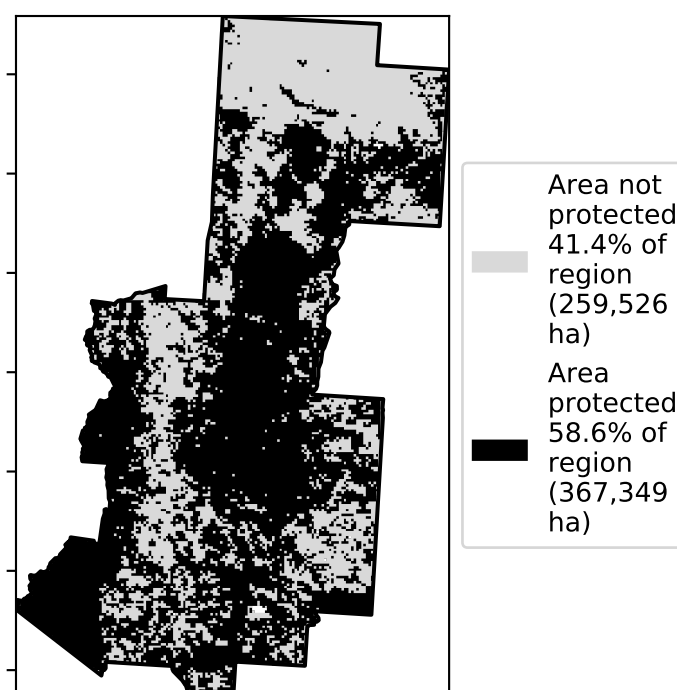 Area not
protected
41.4% of
region
(259,526
ha)
Area
protected
58.6% of
region
(367,349
ha)